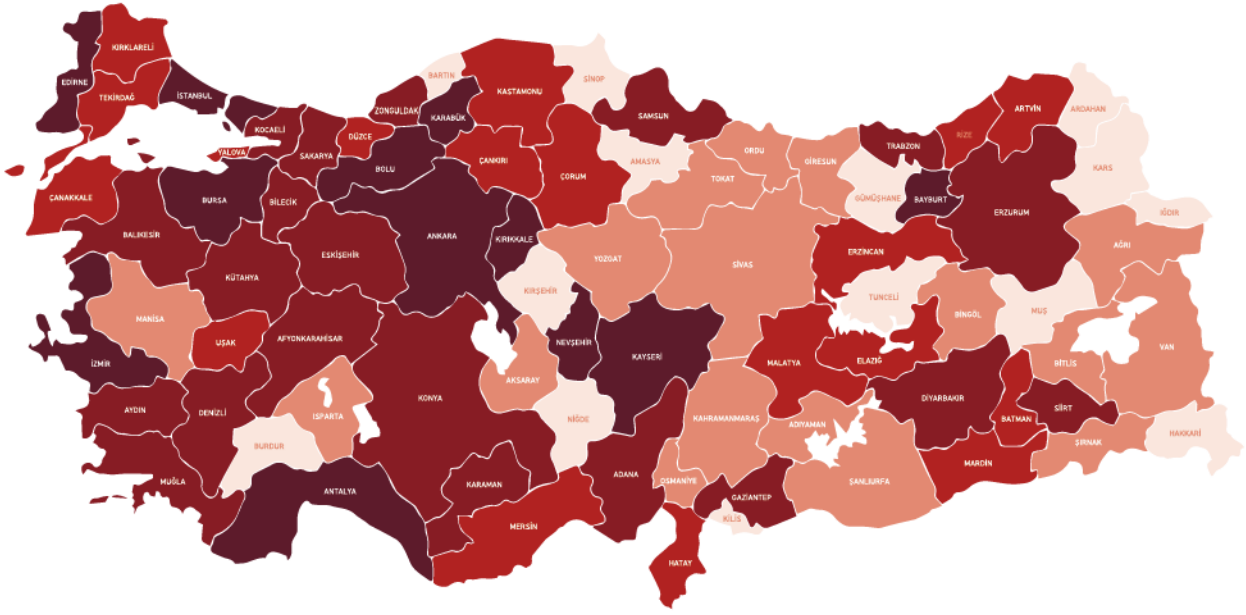 KIRKLARELİ
EDİRNE
TEKİRDAĞ
İSTANBUL
KOCAELİ
YALOVA
SAKARYA
DÜZCE
ZONGULDAK
BARTIN
KARABÜK
KASTAMONU
SİNOP
SAMSUN
BOLU
ÇANKIRI
ÇORUM
AMASYA
ORDU
TOKAT
GİRESUN
TRABZON
RİZE
ARTVİN
ARDAHAN
KARS
GÜMÜŞHANE
BAYBURT
ERZURUM
IĞDIR
ÇANAKKALE
BURSA
BİLECİK
BALIKESİR
ESKİŞEHİR
ANKARA
KIRIKKALE
KÜTAHYA
YOZGAT
SİVAS
ERZİNCAN
AĞRI
KIRŞEHİR
TUNCELİ
BİNGÖL
MUŞ
MANİSA
UŞAK
AFYONKARAHİSAR
NEVŞEHİR
KAYSERİ
MALATYA
ELAZIĞ
BİTLİS
VAN
İZMİR
AKSARAY
AYDIN
DENİZLİ
ISPARTA
KONYA
NİĞDE
KAHRAMANMARAŞ
ADIYAMAN
DİYARBAKIR
BATMAN
SİİRT
ŞIRNAK
HAKKARİ
BURDUR
MUĞLA
ANTALYA
KARAMAN
ADANA
OSMANİYE
GAZİANTEP
ŞANLIURFA
MARDİN
MERSİN
KİLİS
HATAY